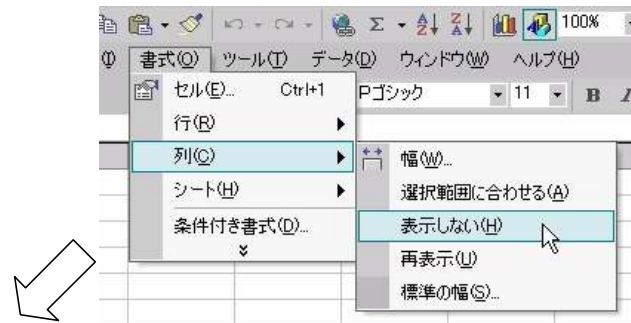 100%
書式(O) ツール(T) データ(D) ウィンドウ(W) ヘルプ(H)
セル(E)... Ctrl+1
Pゴシック 11 B I
行(R)
列(C)
シート(H)
条件付き書式(D)...
幅(W)...
選択範囲に合わせる(A)
表示しない(H)
再表示(U)
標準の幅(S)...